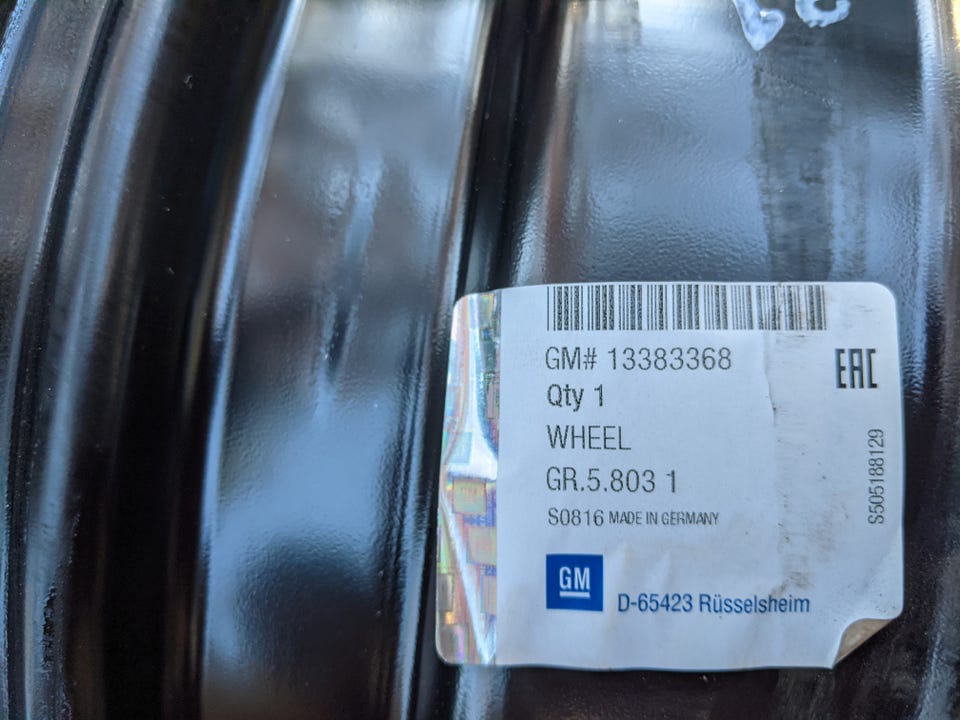 GM# 13383368
EAC
Qty 1
WHEEL
GR.5.803 1
S0816 MADE IN GERMANY
S505188129
GM
D-65423 Rüsselsheim